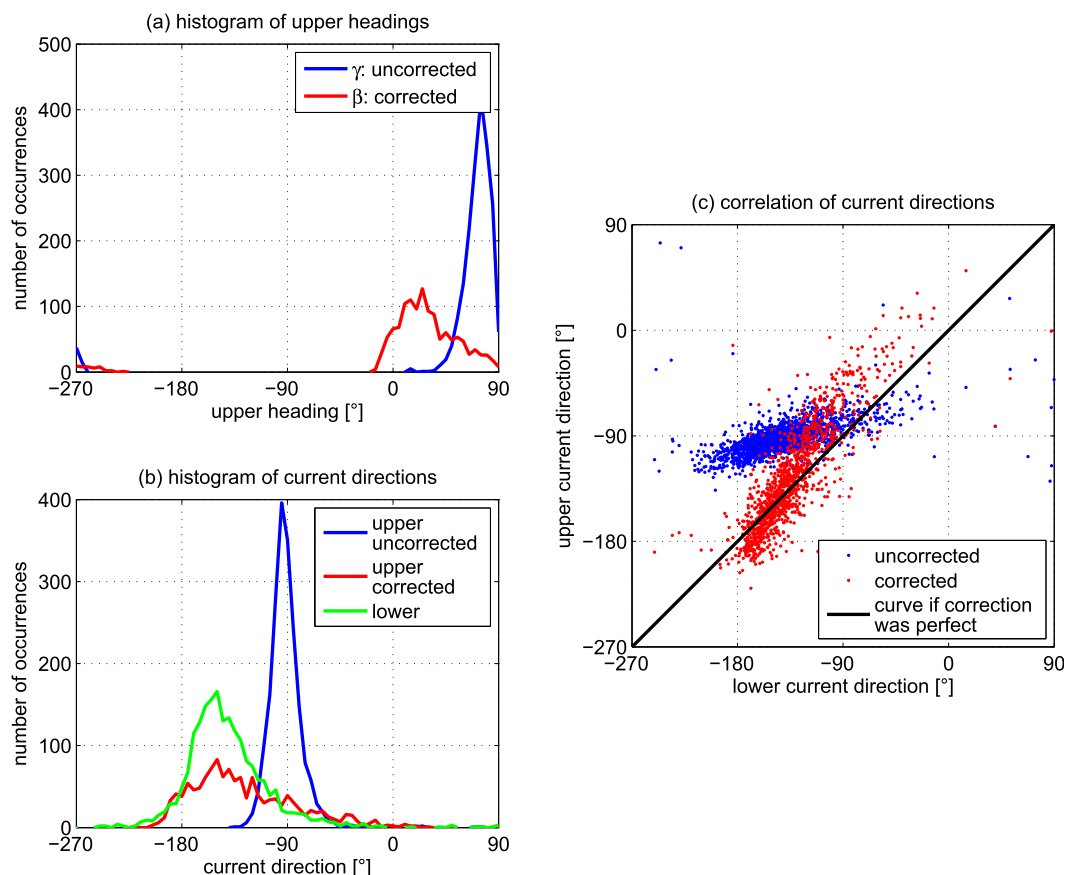 (a) histogram of upper headings
500
400
300
200
100
0
number of occurrences
γ: uncorrected
β: corrected
−270
−180
−90
0
90
upper heading [°]
(b) histogram of current directions
400
300
200
100
0
number of occurrences
upper
uncorrected
upper
corrected
lower
−270
−180
−90
0
90
current direction [°]
(c) correlation of current directions
90
0
−90
−180
−270
upper current direction [°]
uncorrected
corrected
curve if correction
was perfect
−270
−180
−90
0
90
lower current direction [°]